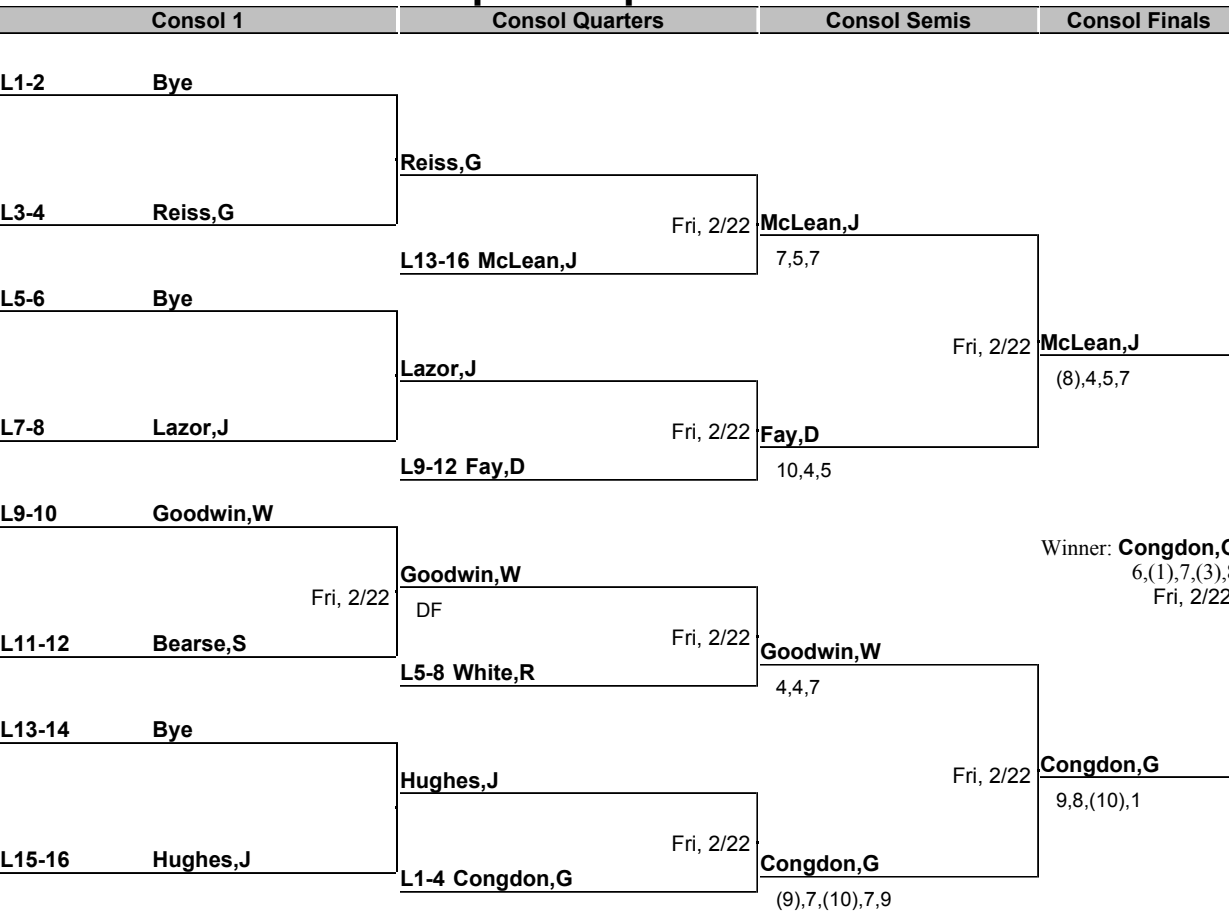 Consol 1 Consol Quarters Consol Semis Consol Finals
L1-2 Bye
Reiss,G
L3-4 Reiss,G
Fri, 2/22 McLean,J
L13-16 McLean,J
7,5,7
L5-6 Bye
Fri, 2/22 McLean,J
Lazor,J
(8),4,5,7
L7-8 Lazor,J
Fri, 2/22 Fay,D
L9-12 Fay,D
10,4,5
L9-10 Goodwin,W
Winner: Congdon,
6,(1),7,(3),
Goodwin,W
Fri, 2/22
Fri, 2/22
DF
L11-12 Bearse,S
Fri, 2/22
Goodwin,W
L5-8 White,R
4,4,7
L13-14 Bye
Hughes,J
Fri, 2/22 Congdon,G
9,8,(10),1
Fri, 2/22
L15-16 Hughes,J
Congdon,G
L1-4 Congdon,G
(9),7,(10),7,9